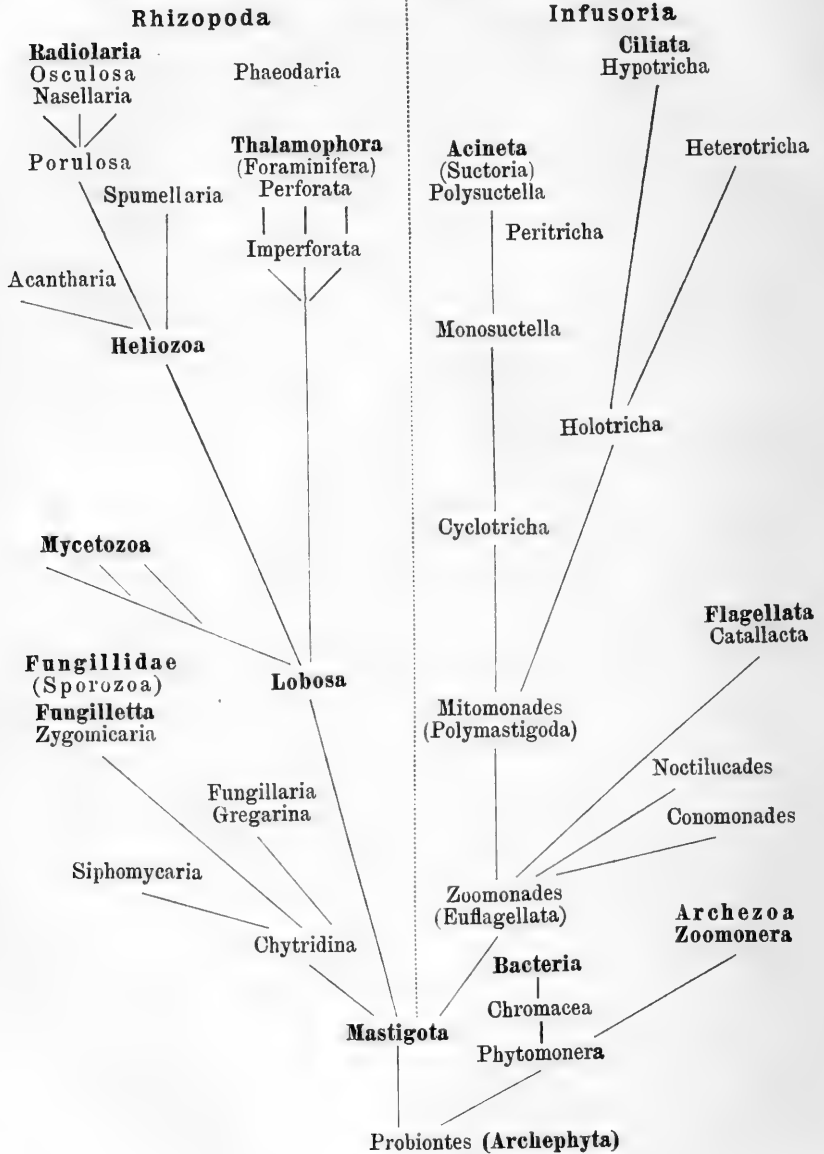 Rhizopoda
Infusoria
Radiolaria
Osculosa
Nasellaria
Phaeodaria
Ciliata
Hypotricha
Porulosa
Spumellaria
Thalamophora
(Foraminifera)
Perforata
Imperforata
Acineta
(Suctoria)
Polysuctella
Heterotricha
Peritricha
Acantharia
Heliozoa
Monosuctella
Holotricha
Cyclotricha
Mycetozoa
Flagellata
Catallacta
Fungillidae
(Sporozoa)
Fungilletta
Zygomicaria
Lobosa
Mitomonades
(Polymastigoda)
Noctilucades
Fungillaria
Gregarina
Conomonades
Siphomycaria
Zoomonades
(Euflagellata)
Archezoa
Zoomonera
Chytridina
Bacteria
Chromacea
Mastigota
Phytomonera
Probiontes (Archephyta)